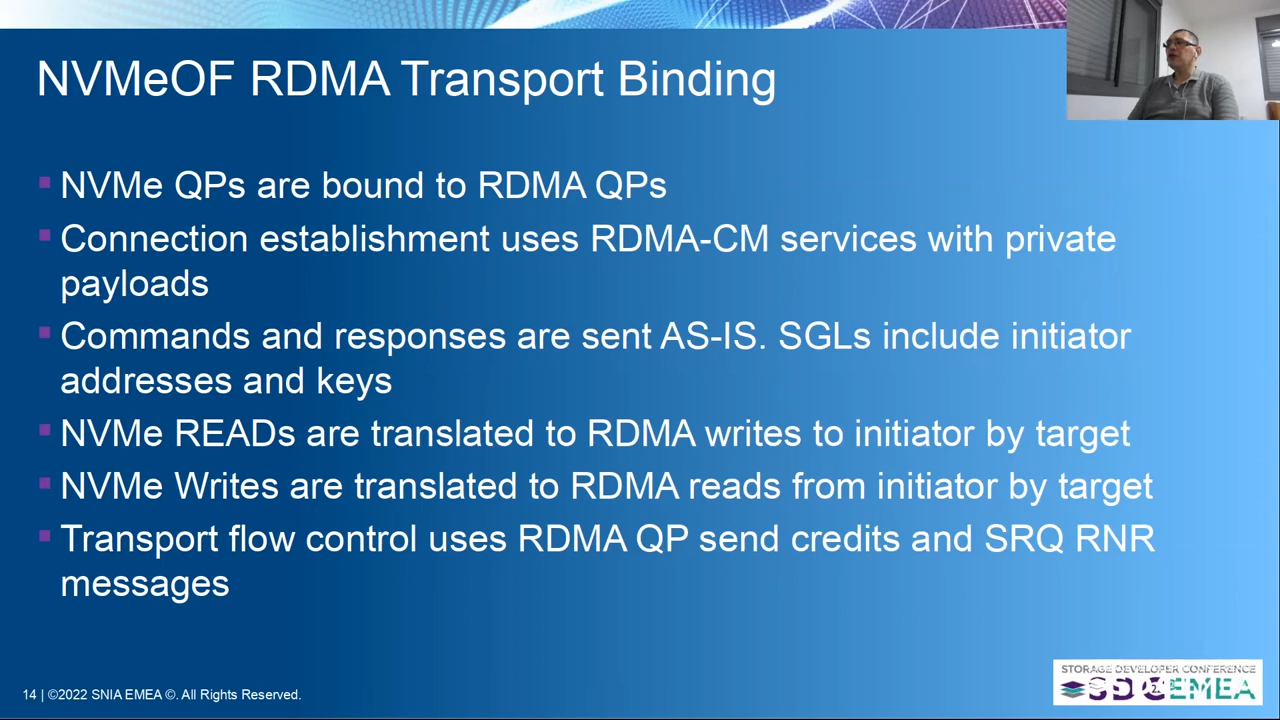 NVMeOF RDMA Transport Binding
NVMe QPs are bound to RDMA QPs
Connection establishment uses RDMA-CM services with private
payloads
Commands and responses are sent AS-IS. SGLs include initiator
addresses and keys
NVMe READs are translated to RDMA writes to initiator by target
NVMe Writes are translated to RDMA reads from initiator by target
Transport flow control uses RDMA QP send credits and SRQ RNR
messages
14 | ©2022 SNIA EMEA ©. All Rights Reserved.
STORAGE DEVELOPER CONFERENCE
EMEA